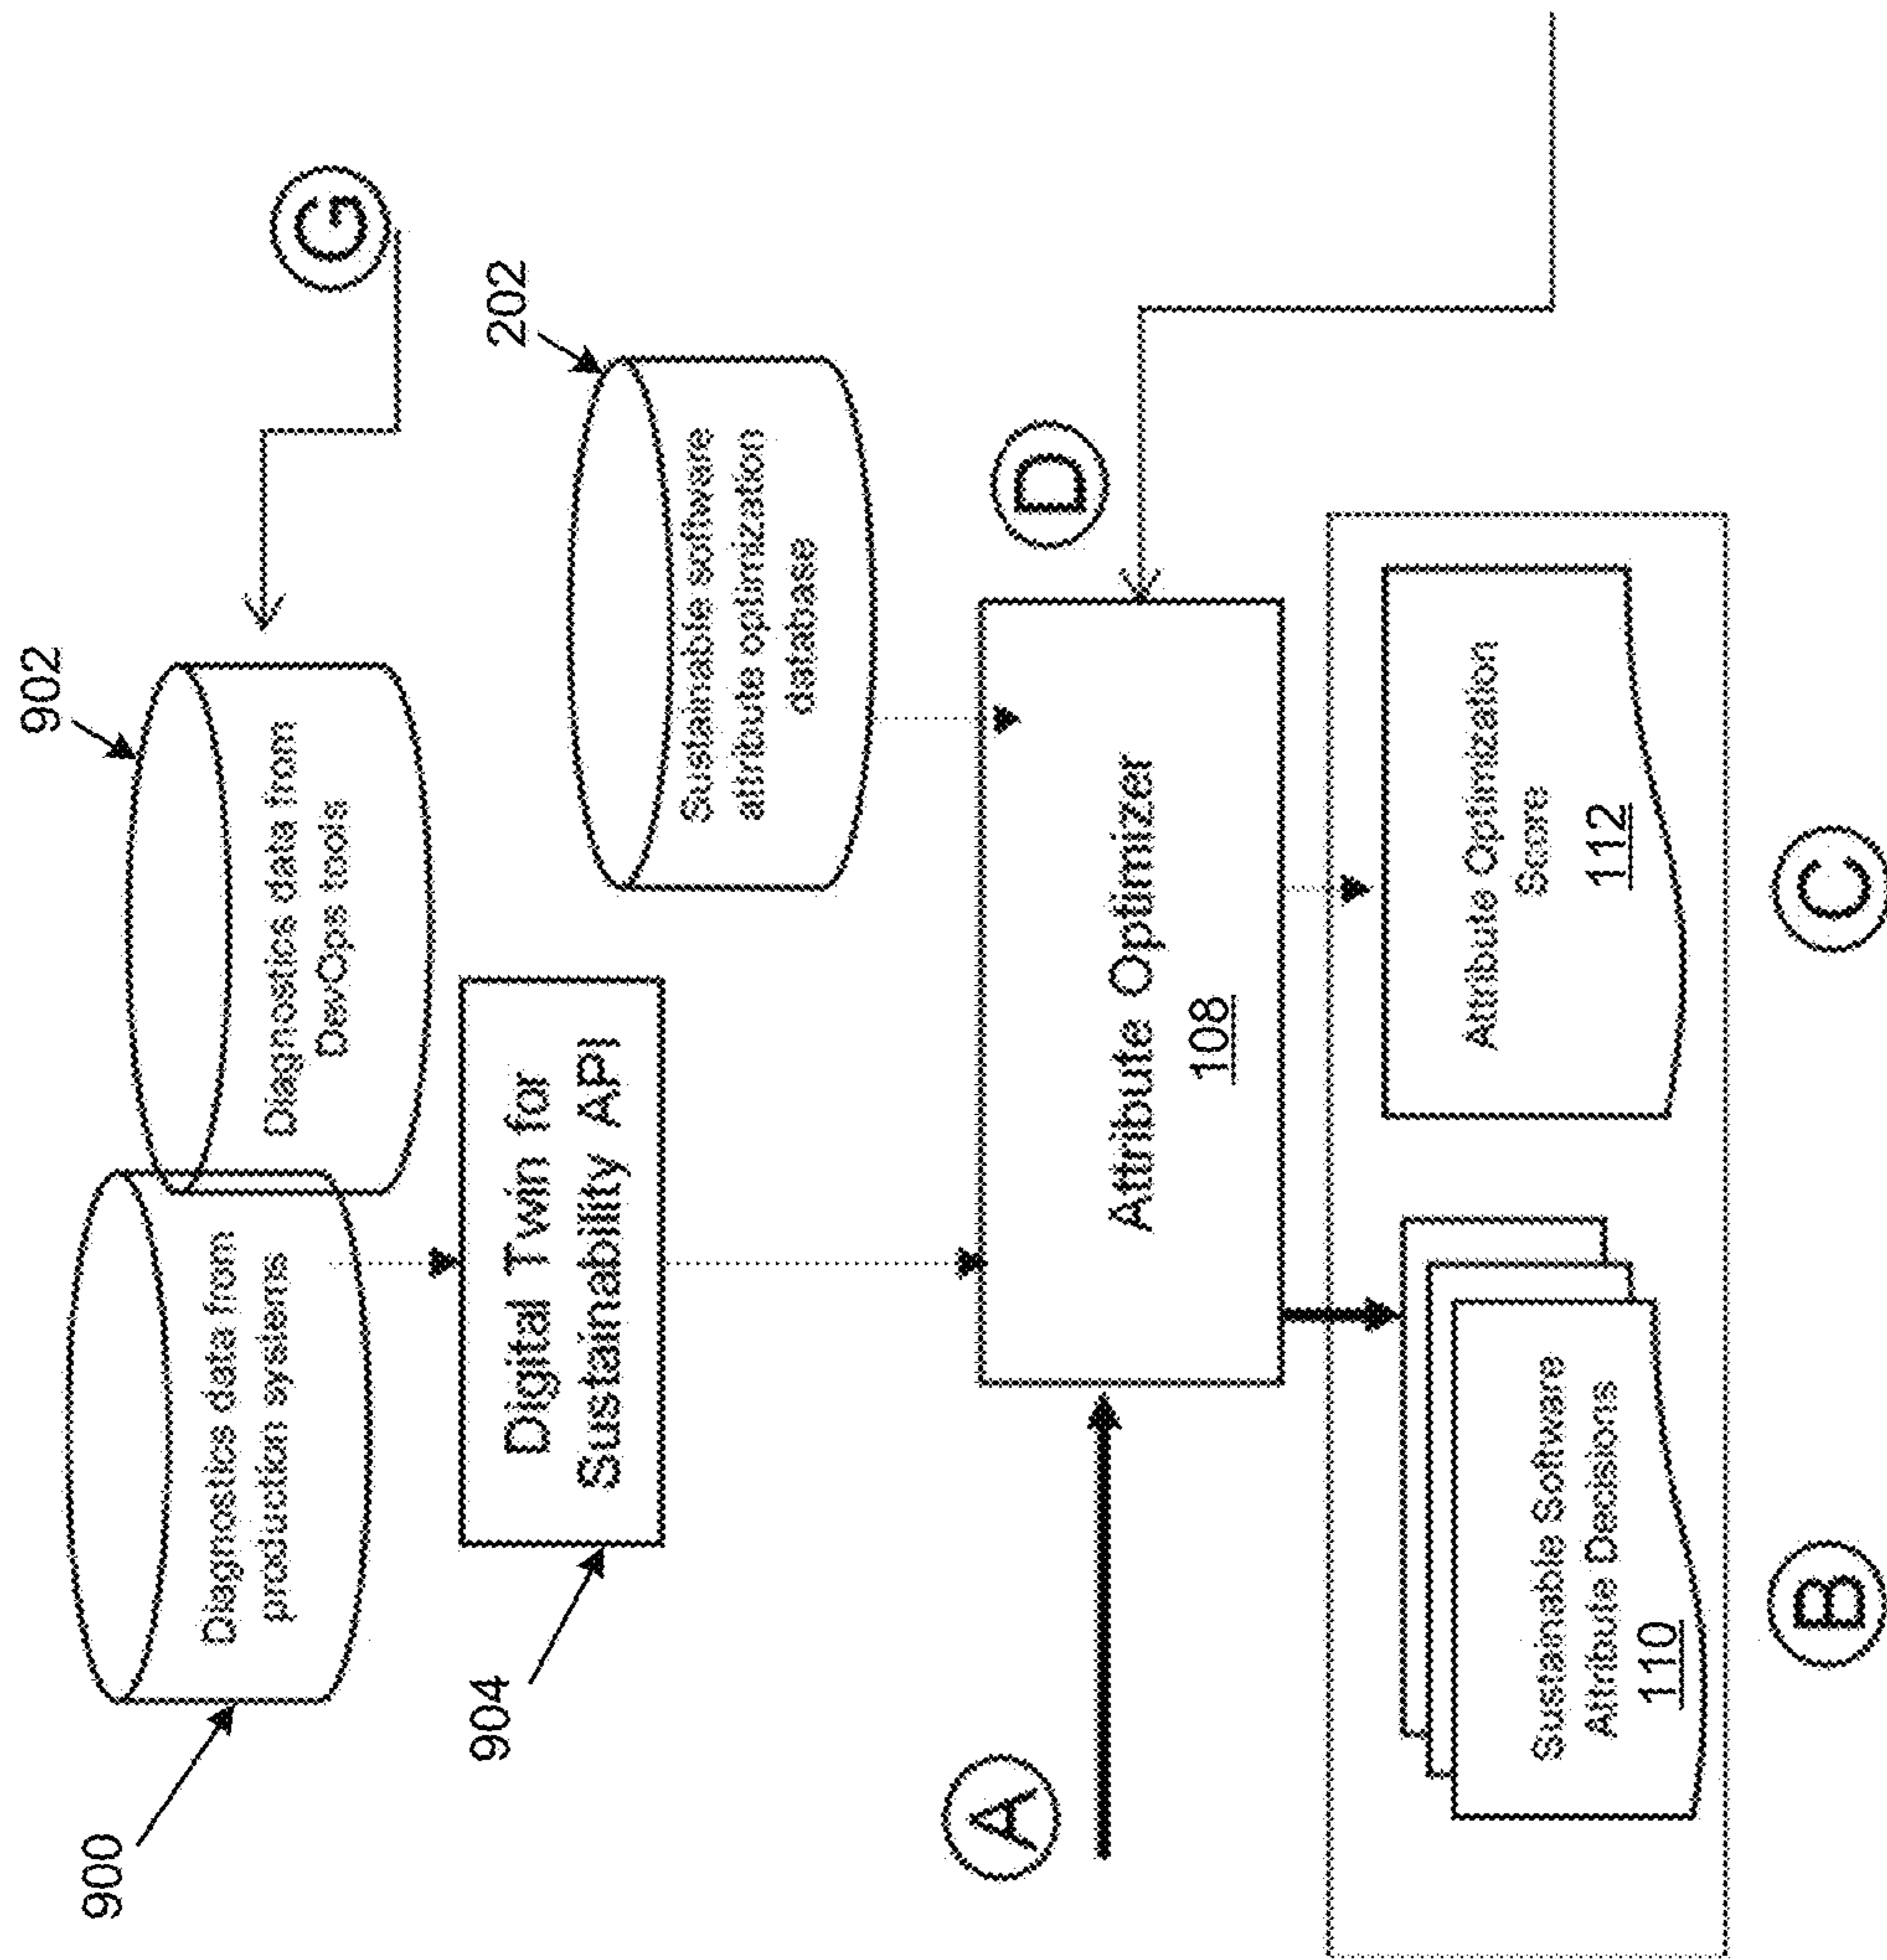 900
Diagnostics data from
production systems
902
Diagnostics data from
DevOps tools
G
904
Digital Twin for
Sustainability API
202
Sustainable software
attribute optimization
database
A
Attribute Optimizer
108
D
Sustainable Software
Attribute Decisions
110
Attribute Optimization
Score
112
B
C